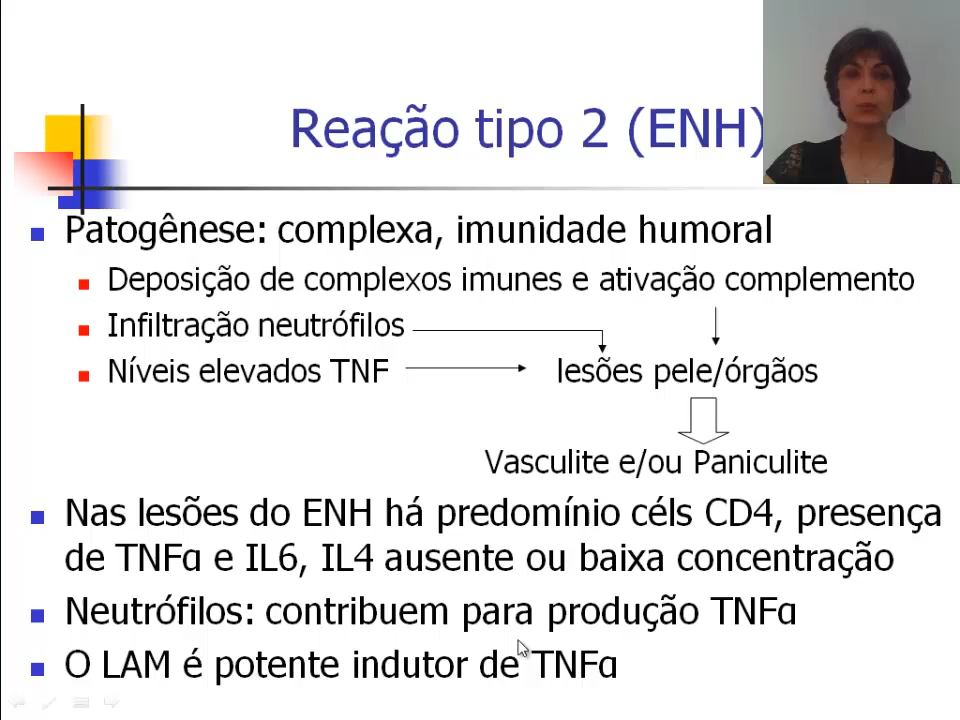 Reação tipo 2 (ENH)
Patogênese: complexa, imunidade humoral
Deposição de complexos imunes e ativação complemento
Infiltração neutrófilos
Níveis elevados TNF
lesões pele/órgãos
Vasculite e/ou Paniculite
Nas lesões do ENH há predomínio céls CD4, presença
de TNFα e IL6, IL4 ausente ou baixa concentração
Neutrófilos: contribuem para produção TNFα
O LAM é potente indutor de TNFα